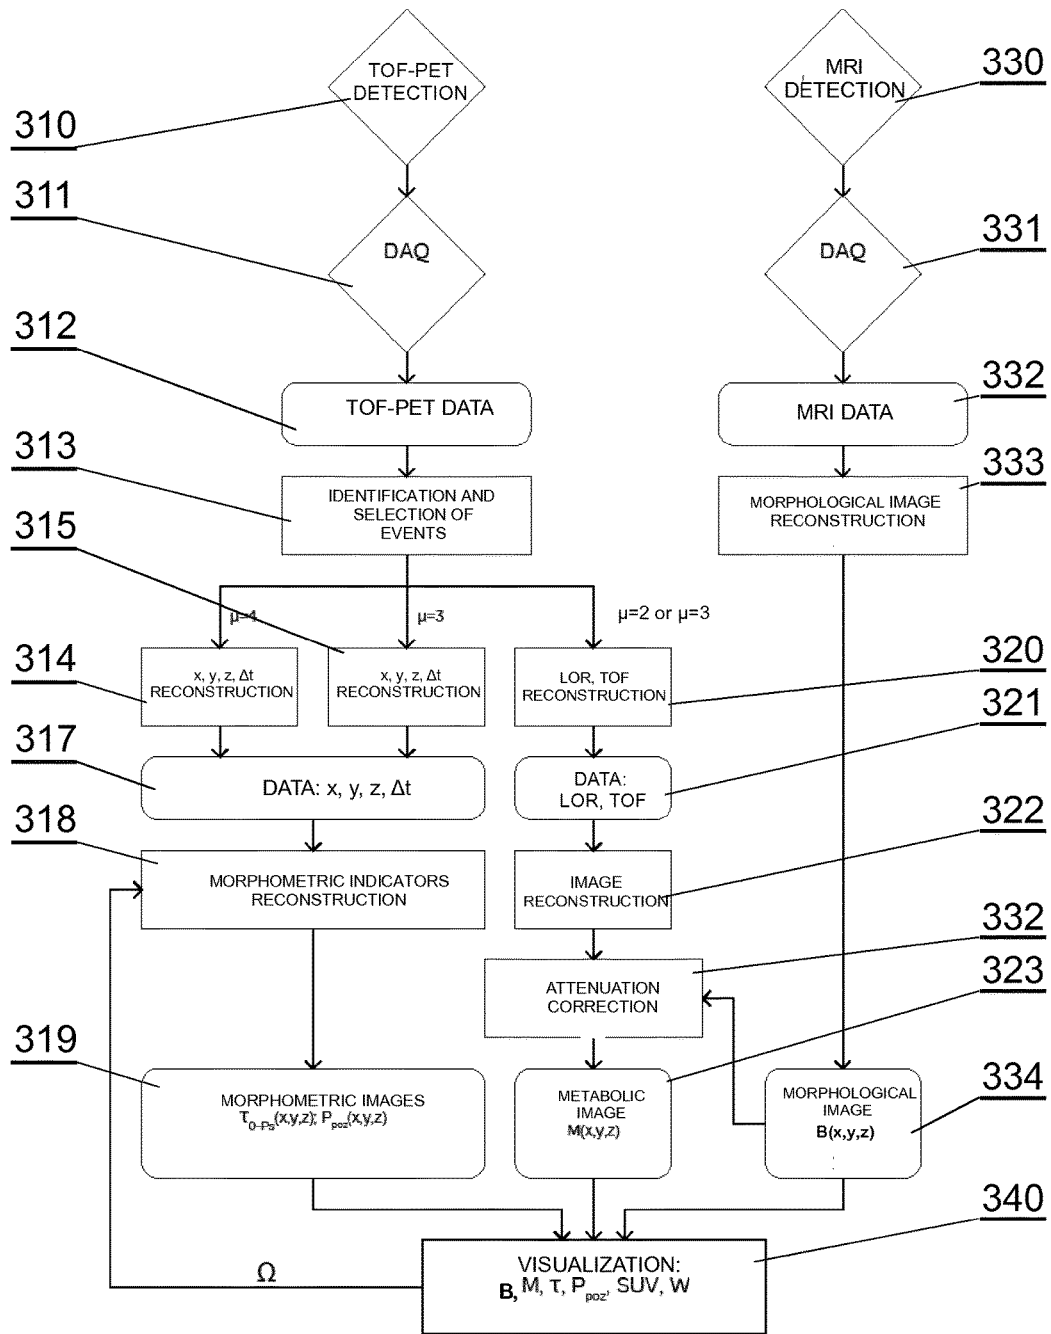 TOF-PET
DETECTION
310
MRI
DETECTION
330
311
DAQ
DAQ
331
312
TOF-PET DATA
MRI DATA
332
313
IDENTIFICATION AND
SELECTION OF
EVENTS
MORPHOLOGICAL IMAGE
RECONSTRUCTION
333
315
μ=4
μ=3
μ=2 or μ=3
314
x, y, z, Δt
RECONSTRUCTION
x, y, z, Δt
RECONSTRUCTION
LOR, TOF
RECONSTRUCTION
320
317
DATA: x, y, z, Δt
DATA:
LOR, TOF
321
318
MORPHOMETRIC INDICATORS
RECONSTRUCTION
IMAGE
RECONSTRUCTION
322
ATTENUATION
CORRECTION
332
323
319
MORPHOMETRIC IMAGES
τo-Ps(x,y,z); Ppoz(x,y,z)
METABOLIC
IMAGE
M(x,y,z)
MORPHOLOGICAL
IMAGE
B(x,y,z)
334
340
VISUALIZATION:
B, M, τ, Ppoz, SUV, W
Ω